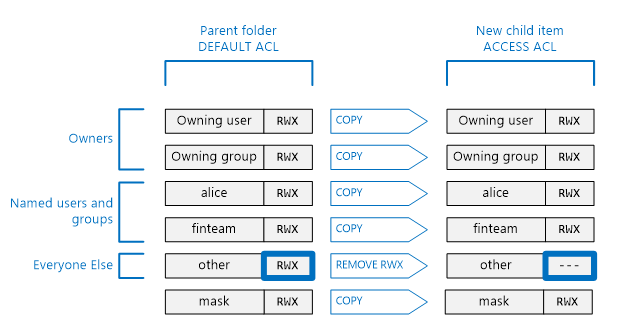 Parent folder
DEFAULT ACL
New child item
ACCESS ACL
Owners
Owning user RWX COPY Owning user RWX
Owning group RWX COPY Owning group RWX
Named users and
groups
alice RWX COPY alice RWX
finteam RWX COPY finteam RWX
Everyone Else other RWX REMOVE RWX other ---
mask RWX COPY mask RWX